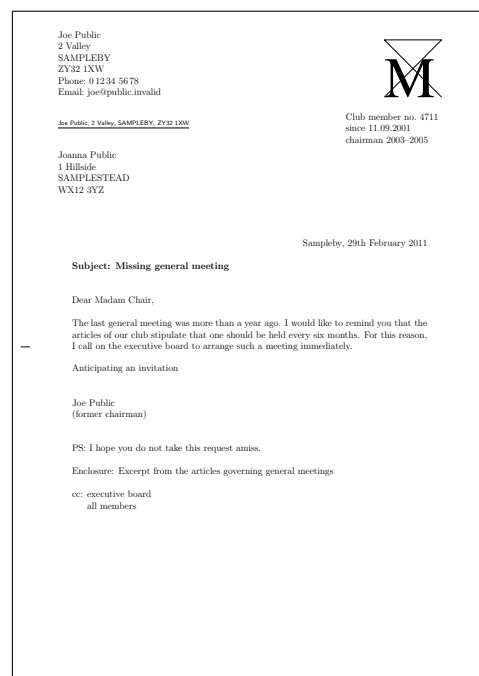 Joe Public
2 Valley
SAMPLEBY
ZY32 1XW
Phone: 0 12 34 56 78
Email: joe@public.invalid
M
Joe Public, 2 Valley, SAMPLEBY, ZY32 1XW
Club member no. 4711
since 11.09.2001
chairman 2003–2005
Joanna Public
1 Hillside
SAMPLESTEAD
WX12 3YZ
Sampleby, 29th February 2011
Subject: Missing general meeting
Dear Madam Chair,
The last general meeting was more than a year ago. I would like to remind you that the
articles of our club stipulate that one should be held every six months. For this reason,
I call on the executive board to arrange such a meeting immediately.
Anticipating an invitation
Joe Public
(former chairman)
PS: I hope you do not take this request amiss.
Enclosure: Excerpt from the articles governing general meetings
cc: executive board
all members